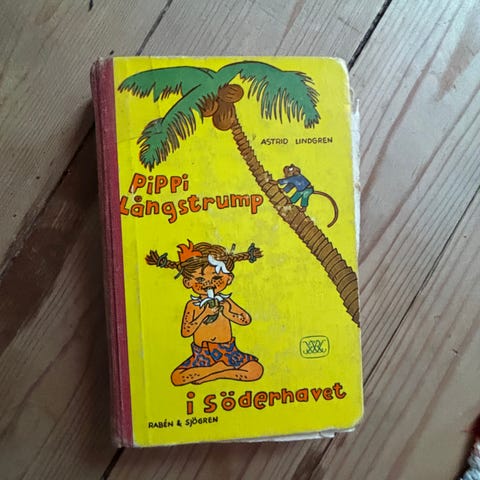 ASTRID LINDGREN
PiPPi
Långstrump
i Söderhavet
RABÉN & SJÖGREN